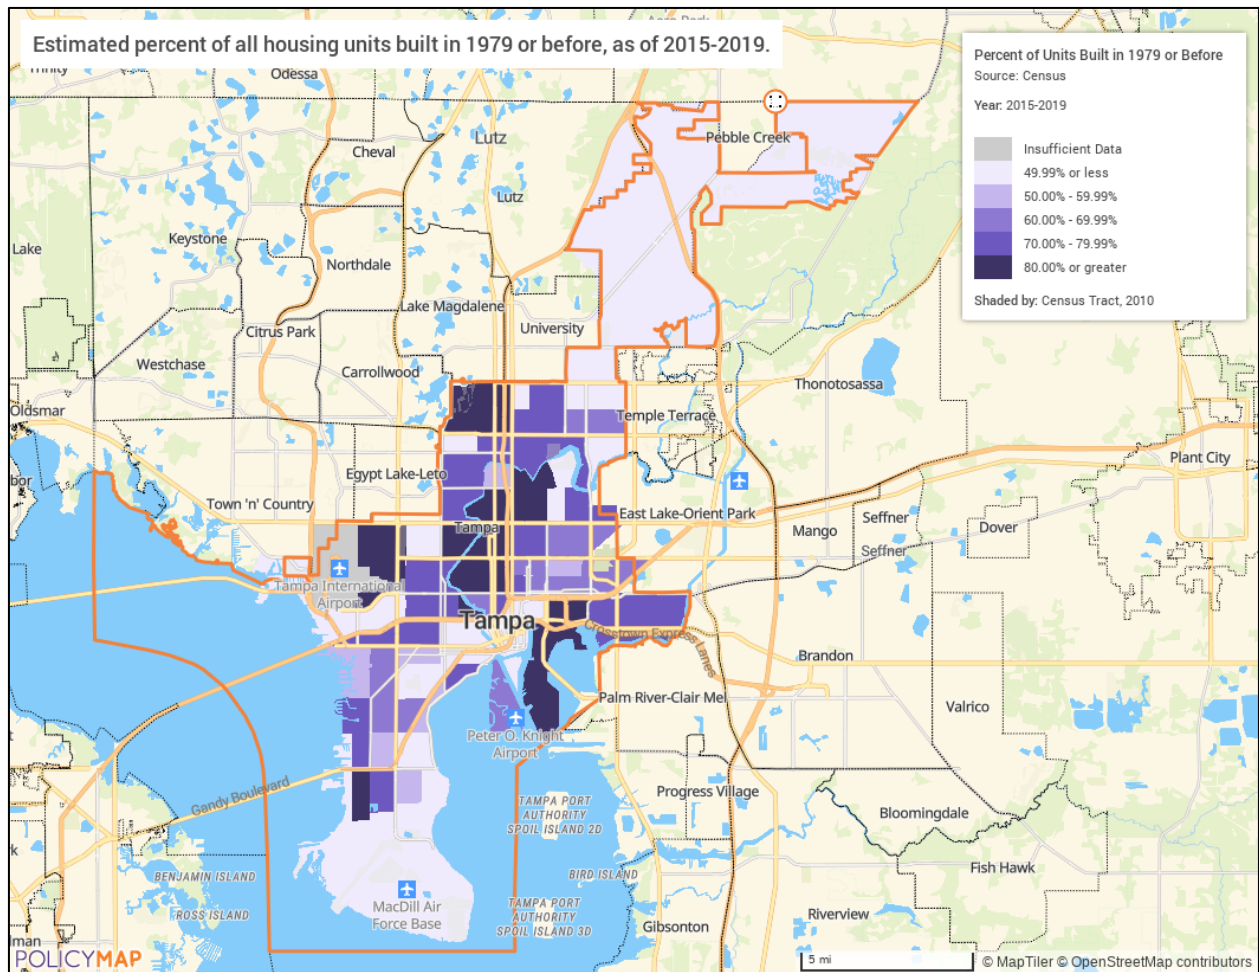 Estimated percent of all housing units built in 1979 or before, as of 2015-2019.
Percent of Units Built in 1979 or Before
Source: Census
Year: 2015-2019
Insufficient Data
49.99% or less
50.00% - 59.99%
60.00% - 69.99%
70.00% - 79.99%
80.00% or greater
Shaded by: Census Tract, 2010
Odessa
Pebble Creek
Lutz
Cheval
Lutz
Keystone
Lake
Northdale
Lake Magdalene
University
Citrus Park
Westchase
Carrollwood
Thonotosassa
Oldsmar
Temple Terrace
Plant City
Egypt Lake-Leto
Town 'n' Country
East Lake-Orient Park
Seffner
Mango
Dover
Seffner
Tampa
Tampa International
Airport
Tampa
Crosstown Express Lanes
Brandon
Palm River-Clair Mel
Valrico
Peter O. Knight
Airport
Gandy Boulevard
Progress Village
TAMPA PORT
AUTHORITY
SPOIL ISLAND 2D
Bloomingdale
Fish Hawk
BENJAMIN ISLAND
BIRD ISLAND
ROSS ISLAND
MacDill Air
Force Base
TAMPA PORT
AUTHORITY
SPOIL ISLAND 3D
Riverview
Gibsonton
POLICYMAP
5 mi
© MapTiler © OpenStreetMap contributors